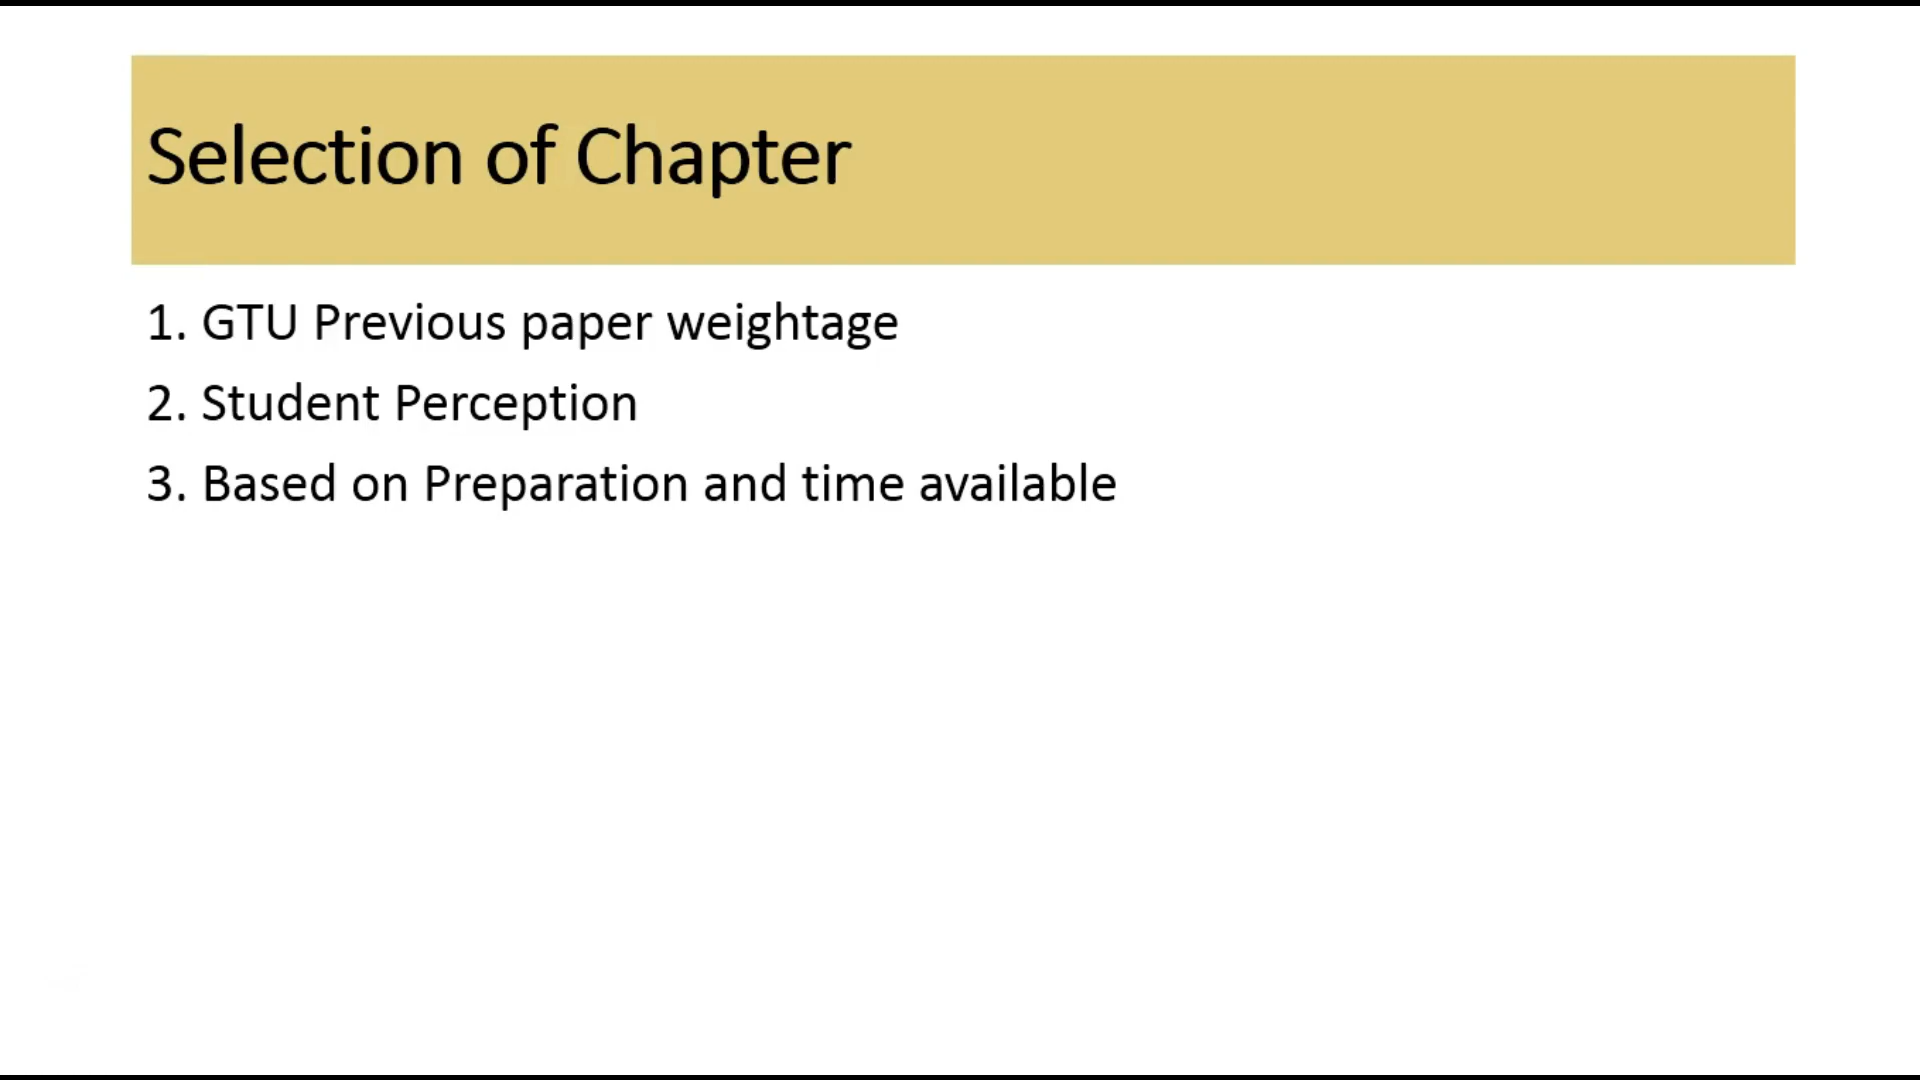 Selection of Chapter
1. GTU Previous paper weightage
2. Student Perception
3. Based on Preparation and time available